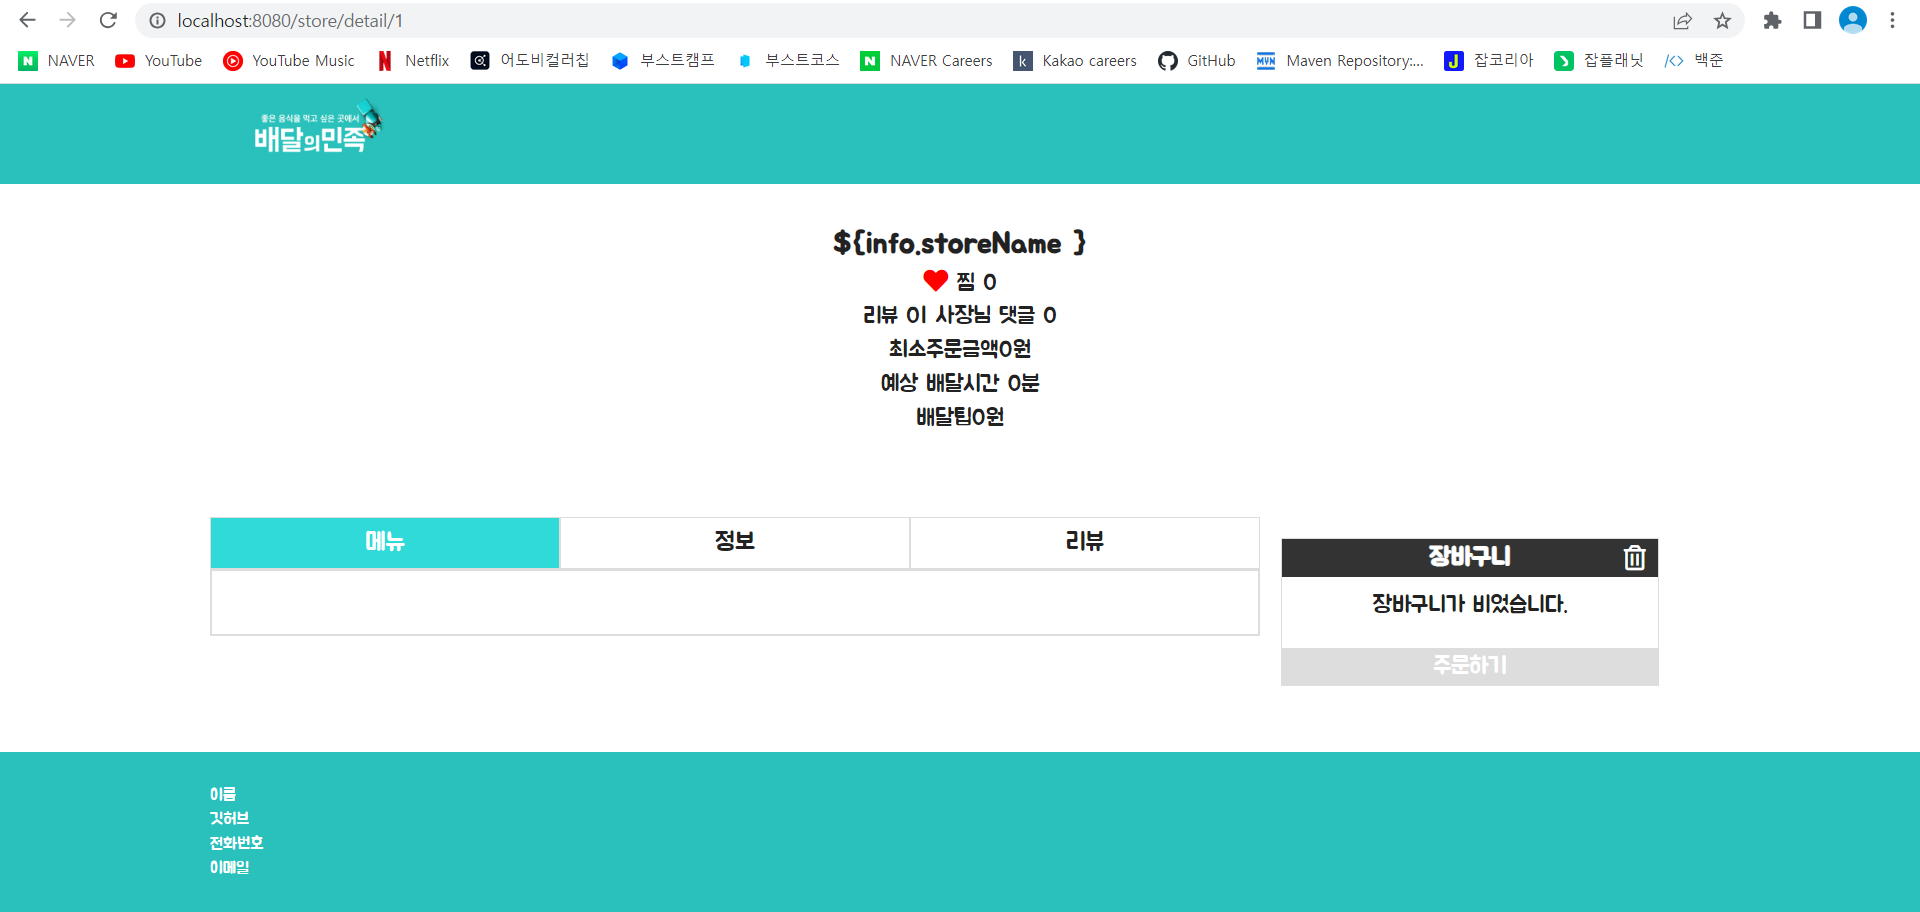 localhost:8080/store/detail/1
NAVER YouTube YouTube Music Netflix 어도비컬러칩 부스트캠프 부스트코스 NAVER Careers Kakao careers GitHub Maven Repository:... 잡코리아 잡플래닛 백준
좋은 음식을 먹고 싶은 곳에서
배달의민족
${info.storeName }
찜 0
리뷰 0| 사장님 댓글 0
최소주문금액0원
예상 배달시간 0분
배달팁0원
메뉴 정보 리뷰
장바구니
장바구니가 비었습니다.
주문하기
이름
깃허브
전화번호
이메일